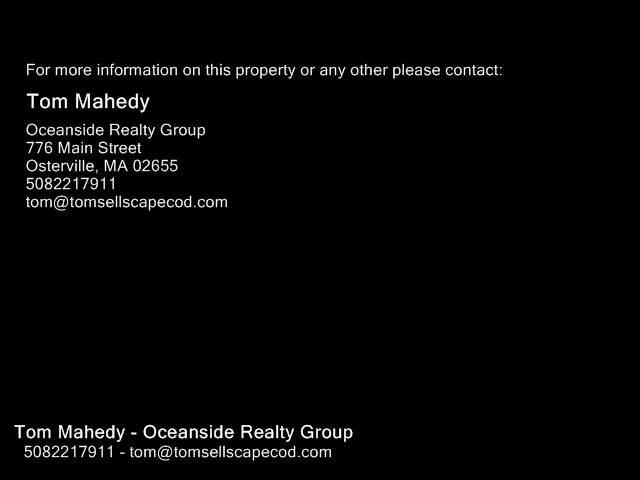 For more information on this property or any other please contact:
Tom Mahedy
Oceanside Realty Group
776 Main Street
Osterville, MA 02655
5082217911
tom@tomsellscapecod.com
Tom Mahedy - Oceanside Realty Group
5082217911 - tom@tomsellscapecod.com